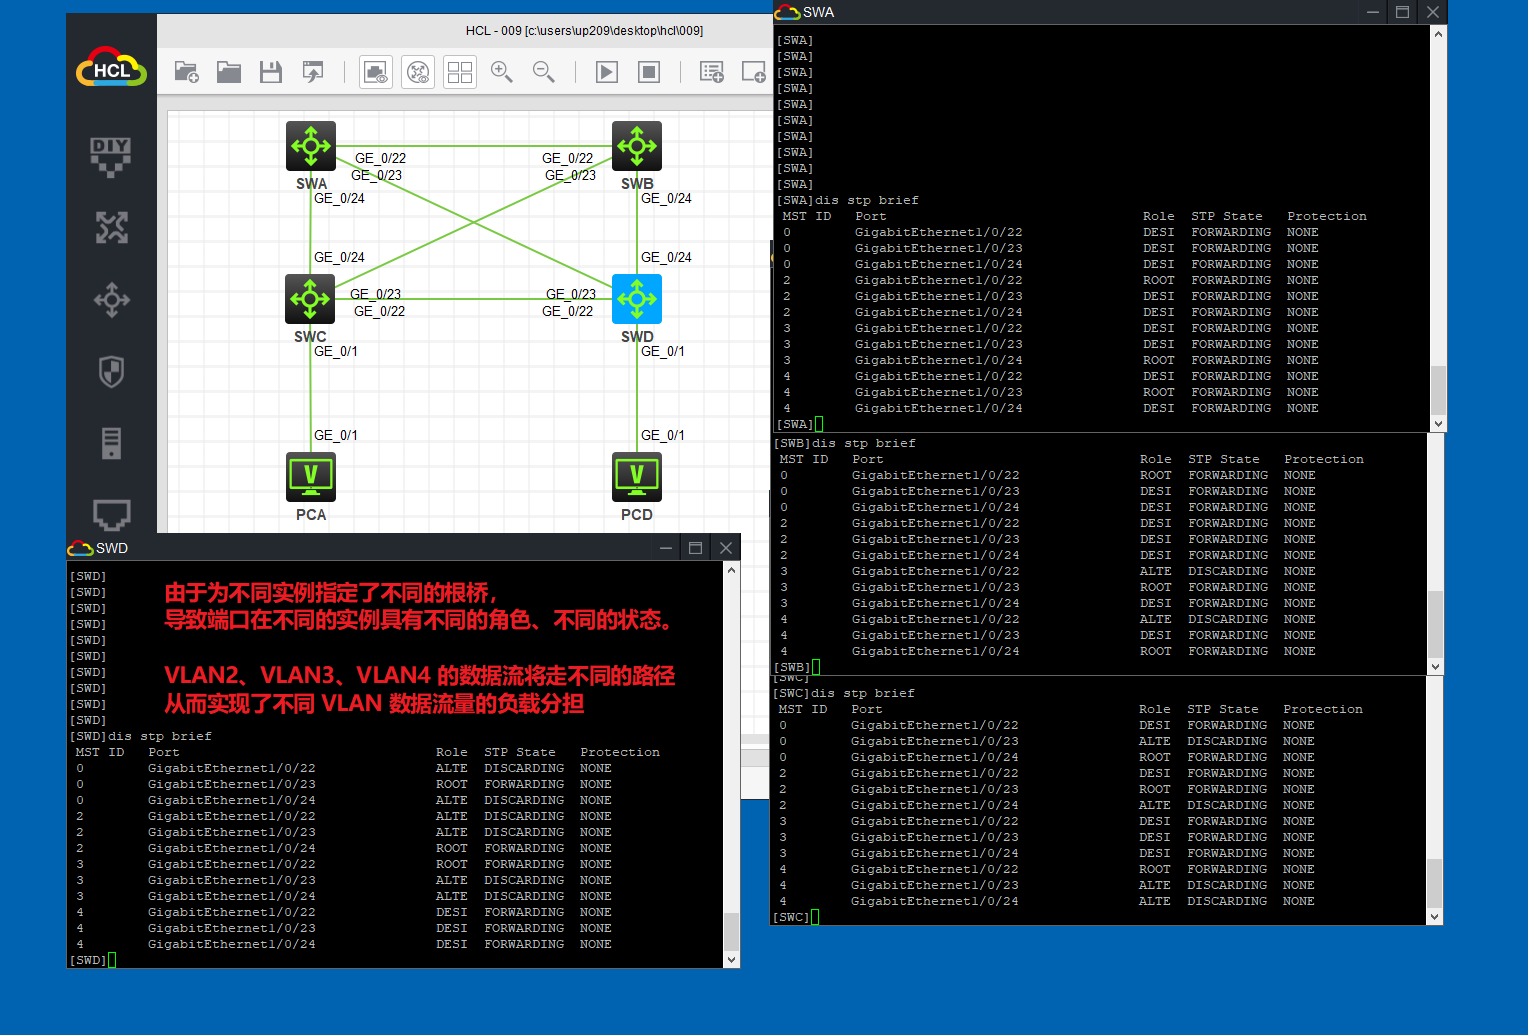 HCL - 009 [c:\users\up209\desktop\hcl\009]
HCL
DIY
SWA
SWB
GE_0/22
GE_0/22
GE_0/23
GE_0/23
GE_0/24
GE_0/24
GE_0/24
GE_0/24
GE_0/23
GE_0/23
GE_0/22
GE_0/22
SWC
SWD
GE_0/1
GE_0/1
GE_0/1
GE_0/1
V
V
PCA
PCD
SWA
[SWA]
[SWA]
[SWA]
[SWA]
[SWA]
[SWA]
[SWA]
[SWA]
[SWA]
[SWA]
[SWA]dis stp brief
MST ID Port Role STP State Protection
0 GigabitEthernet1/0/22 DESI FORWARDING NONE
0 GigabitEthernet1/0/23 DESI FORWARDING NONE
0 GigabitEthernet1/0/24 DESI FORWARDING NONE
2 GigabitEthernet1/0/22 ROOT FORWARDING NONE
2 GigabitEthernet1/0/23 DESI FORWARDING NONE
2 GigabitEthernet1/0/24 DESI FORWARDING NONE
3 GigabitEthernet1/0/22 DESI FORWARDING NONE
3 GigabitEthernet1/0/23 DESI FORWARDING NONE
3 GigabitEthernet1/0/24 ROOT FORWARDING NONE
4 GigabitEthernet1/0/22 DESI FORWARDING NONE
4 GigabitEthernet1/0/23 ROOT FORWARDING NONE
4 GigabitEthernet1/0/24 DESI FORWARDING NONE
[SWA]
[SWB]dis stp brief
MST ID Port Role STP State Protection
0 GigabitEthernet1/0/22 ROOT FORWARDING NONE
0 GigabitEthernet1/0/23 DESI FORWARDING NONE
0 GigabitEthernet1/0/24 DESI FORWARDING NONE
2 GigabitEthernet1/0/22 DESI FORWARDING NONE
2 GigabitEthernet1/0/23 DESI FORWARDING NONE
2 GigabitEthernet1/0/24 DESI FORWARDING NONE
3 GigabitEthernet1/0/22 ALTE DISCARDING NONE
3 GigabitEthernet1/0/23 ROOT FORWARDING NONE
3 GigabitEthernet1/0/24 DESI FORWARDING NONE
4 GigabitEthernet1/0/22 ALTE DISCARDING NONE
4 GigabitEthernet1/0/23 DESI FORWARDING NONE
4 GigabitEthernet1/0/24 ROOT FORWARDING NONE
[SWB]
[SWC]
[SWC]dis stp brief
MST ID Port Role STP State Protection
0 GigabitEthernet1/0/22 DESI FORWARDING NONE
0 GigabitEthernet1/0/23 ALTE DISCARDING NONE
0 GigabitEthernet1/0/24 ROOT FORWARDING NONE
2 GigabitEthernet1/0/22 DESI FORWARDING NONE
2 GigabitEthernet1/0/23 ROOT FORWARDING NONE
2 GigabitEthernet1/0/24 ALTE DISCARDING NONE
3 GigabitEthernet1/0/22 DESI FORWARDING NONE
3 GigabitEthernet1/0/23 DESI FORWARDING NONE
3 GigabitEthernet1/0/24 DESI FORWARDING NONE
4 GigabitEthernet1/0/22 ROOT FORWARDING NONE
4 GigabitEthernet1/0/23 ALTE DISCARDING NONE
4 GigabitEthernet1/0/24 ALTE DISCARDING NONE
[SWC]
SWD
[SWD]
[SWD]
[SWD]
[SWD]
[SWD]
[SWD]
[SWD]
[SWD]
[SWD]
[SWD]
由于为不同实例指定了不同的根桥，
导致端口在不同的实例具有不同的角色、不同的状态。
VLAN2、VLAN3、VLAN4 的数据流将走不同的路径
从而实现了不同 VLAN 数据流量的负载分担
[SWD]dis stp brief
MST ID Port Role STP State Protection
0 GigabitEthernet1/0/22 ALTE DISCARDING NONE
0 GigabitEthernet1/0/23 ROOT FORWARDING NONE
0 GigabitEthernet1/0/24 ALTE DISCARDING NONE
2 GigabitEthernet1/0/22 ALTE DISCARDING NONE
2 GigabitEthernet1/0/23 ALTE DISCARDING NONE
2 GigabitEthernet1/0/24 ROOT FORWARDING NONE
3 GigabitEthernet1/0/22 ROOT FORWARDING NONE
3 GigabitEthernet1/0/23 ALTE DISCARDING NONE
3 GigabitEthernet1/0/24 ALTE DISCARDING NONE
4 GigabitEthernet1/0/22 DESI FORWARDING NONE
4 GigabitEthernet1/0/23 DESI FORWARDING NONE
4 GigabitEthernet1/0/24 DESI FORWARDING NONE
[SWD]